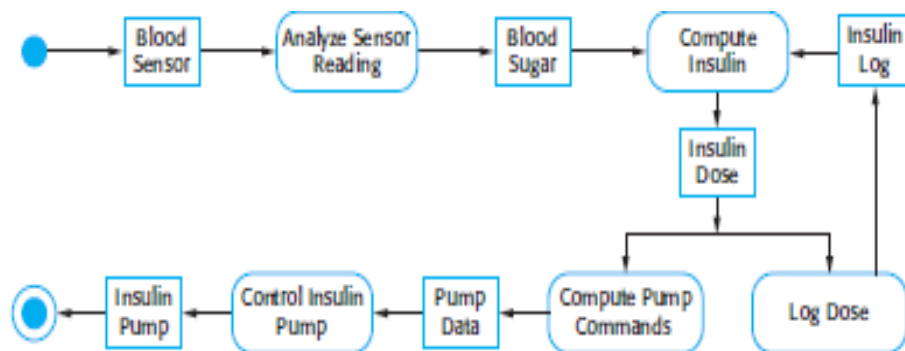 Blood
Sensor
Analyze Sensor
Reading
Blood
Sugar
Compute
Insulin
Insulin
Log
Insulin
Dose
Insulin
Pump
Control Insulin
Pump
Pump
Data
Compute Pump
Commands
Log Dose